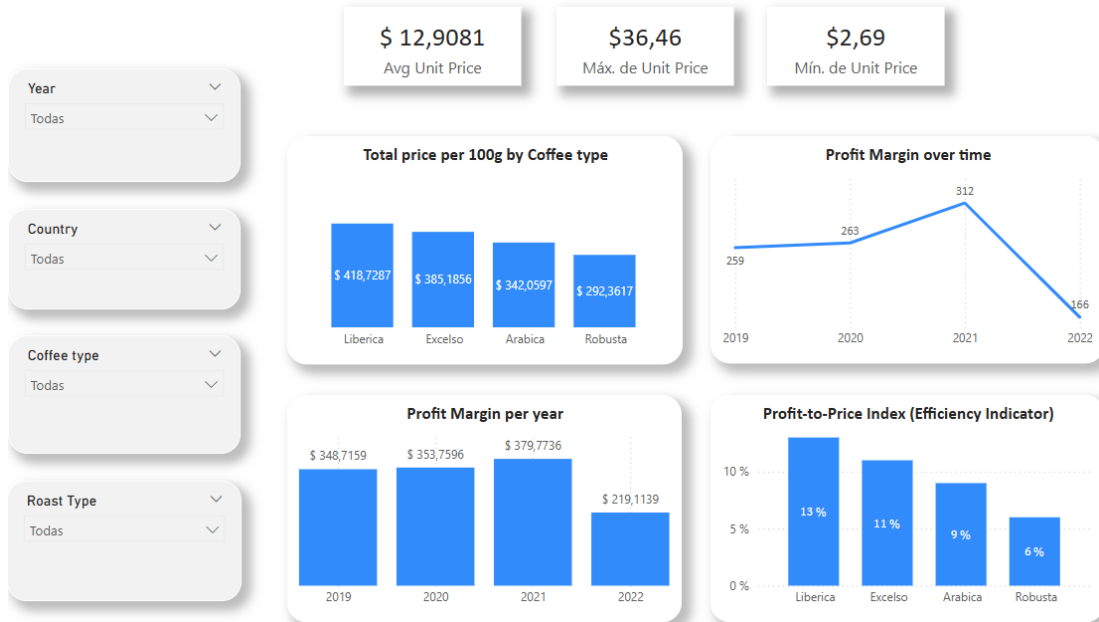 $ 12,9081
Avg Unit Price
$36,46
Máx. de Unit Price
$2,69
Mín. de Unit Price
Year
Todas
Country
Todas
Coffee type
Todas
Roast Type
Todas
Total price per 100g by Coffee type
$ 418,7287
$ 385,1856
$ 342,0597
$ 292,3617
Liberica
Excelso
Arabica
Robusta
Profit Margin over time
259
263
312
166
2019
2020
2021
2022
Profit Margin per year
$ 348,7159
$ 353,7596
$ 379,7736
$ 219,1139
2019
2020
2021
2022
Profit-to-Price Index (Efficiency Indicator)
10 %
5 %
0 %
13 %
11 %
9 %
6 %
Liberica
Excelso
Arabica
Robusta